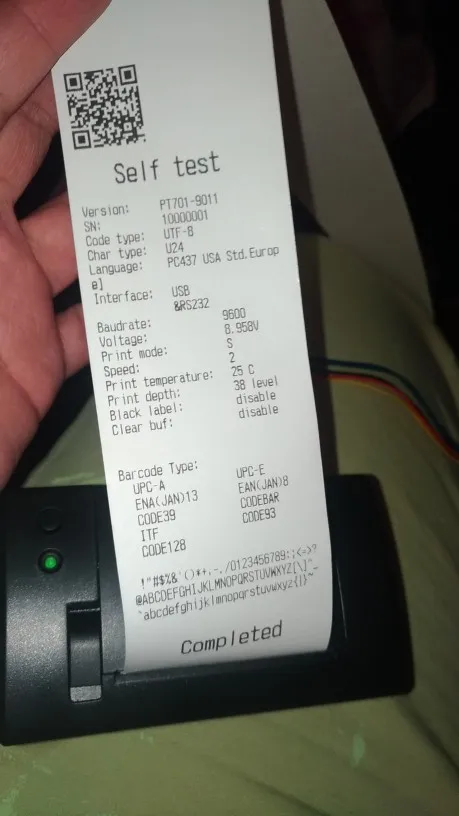 Self test
Version: PT701-9011
SN: 10000001
Code type: UTF-8
Char type: U24
Language: PC437 USA Std.Europ
e]
Interface: USB
&RS232
Baudrate: 9600
Voltage: 8.958V
Print mode: S
Speed: 2
Print temperature: 25 C
Print depth: 38 level
Black label: disable
Clear buf: disable
Barcode Type:
UPC-A UPC-E
ENA(JAN)13 EAN(JAN)8
CODE39 CODEBAR
ITF CODE93
CODE128
!"#$%&'()*+,-./0123456789:;<=>?
@ABCDEFGHIJKLMNOPQRSTUVWXYZ[\]^_
`abcdefghijklmnopqrstuvwxyz{|}~
Completed